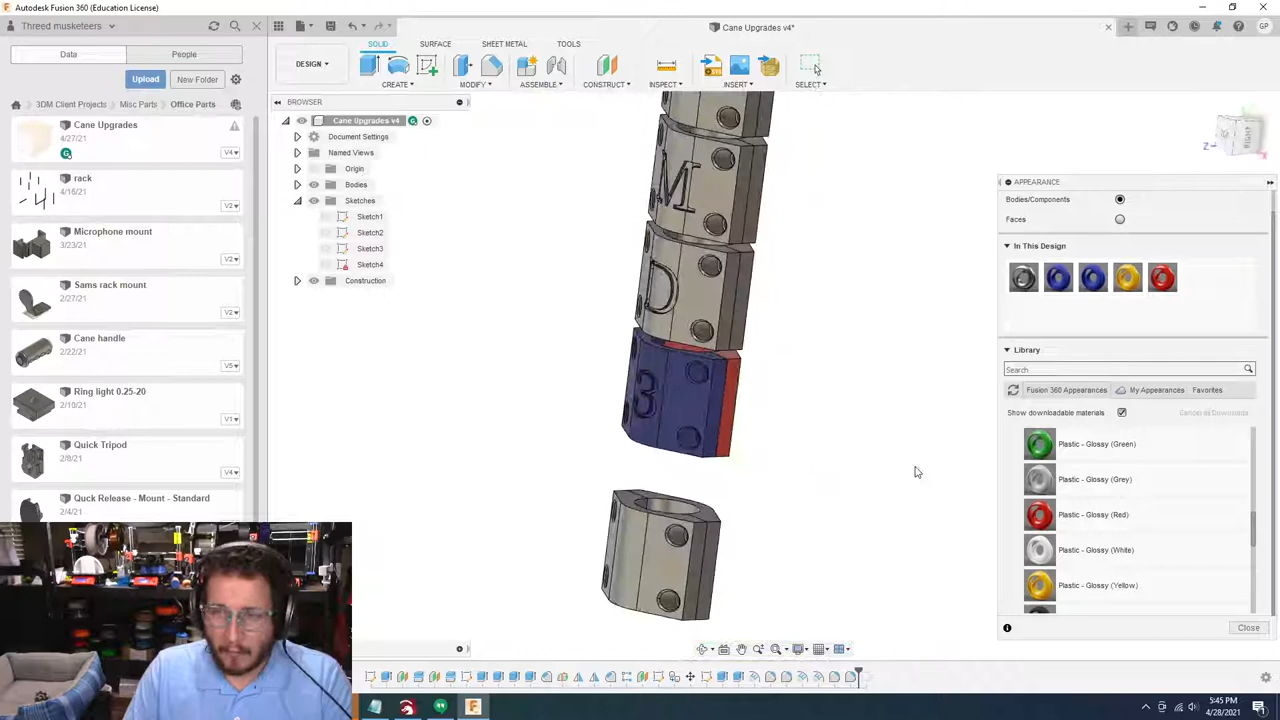 Autodesk Fusion 360 (Education License)
Threed musketeers
Cane Upgrades v4*
GP
Data
People
Upload
New Folder
3DM Client Projects
Misc Parts
Office Parts
Cane Upgrades
4/27/21
V4
rack
4/16/21
V2
Microphone mount
3/23/21
V2
Sams rack mount
2/27/21
V2
Cane handle
2/22/21
V5
Ring light 0.25-20
2/10/21
V1
Quick Tripod
2/8/21
V4
Quck Release - Mount - Standard
2/4/21
DESIGN
SOLID
SURFACE
SHEET METAL
TOOLS
CREATE
MODIFY
ASSEMBLE
CONSTRUCT
INSPECT
INSERT
SELECT
BROWSER
Cane Upgrades v4
Document Settings
Named Views
Origin
Bodies
Sketches
Sketch1
Sketch2
Sketch3
Sketch4
Construction
M
D
3
Z
RIGHT
APPEARANCE
Bodies/Components
Faces
In This Design
Library
Search
Fusion 360 Appearances
My Appearances
Favorites
Show downloadable materials
Cancel All Downloads
Plastic - Glossy (Green)
Plastic - Glossy (Grey)
Plastic - Glossy (Red)
Plastic - Glossy (White)
Plastic - Glossy (Yellow)
Close
5:45 PM
4/28/2021